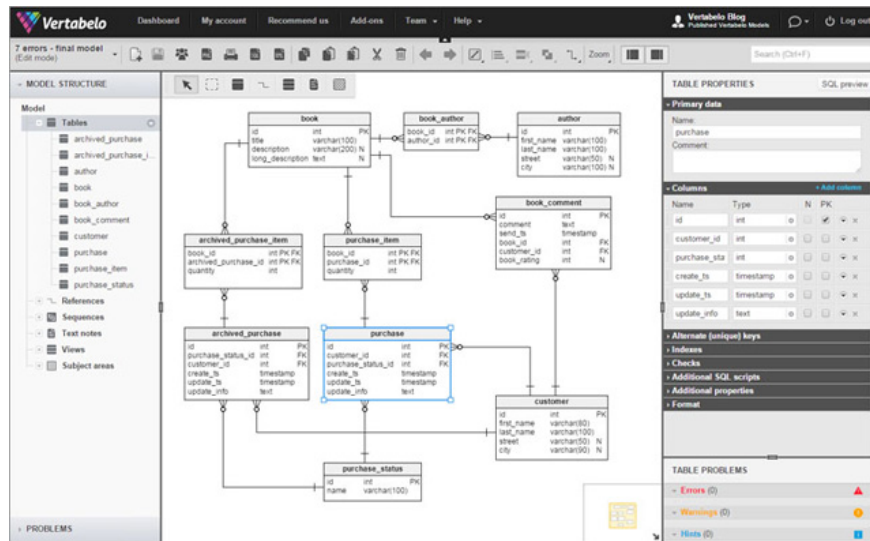 Vertabelo
Dashboard
My account
Recommend us
Add-ons
Team
Help
Vertabelo Blog
Published Vertabelo Models
Log out
7 errors - final model
(Edit mode)
Zoom
Search (Ctrl+F)
MODEL STRUCTURE
Model
Tables
archived_purchase
archived_purchase_i...
author
book
book_author
book_comment
customer
purchase
purchase_item
purchase_status
References
Sequences
Text notes
Views
Subject areas
PROBLEMS
book
id int PK
title varchar(100)
description varchar(200) N
long_description text N
book_author
book_id int PK FK
author_id int PK FK
author
id int PK
first_name varchar(100)
last_name varchar(100)
street varchar(50) N
city varchar(100) N
book_comment
id int PK
comment text
send_ts timestamp
book_id int FK
customer_id int FK
book_rating int N
archived_purchase_item
book_id int PK FK
archived_purchase_id int PK FK
quantity int
purchase_item
book_id int PK FK
purchase_id int PK FK
quantity int
archived_purchase
id int PK
purchase_status_id int FK
customer_id int FK
create_ts timestamp
update_ts timestamp
update_info text
purchase
id int PK
customer_id int FK
purchase_status_id int FK
create_ts timestamp
update_ts timestamp
update_info text
customer
id int PK
first_name varchar(80)
last_name varchar(100)
street varchar(50) N
city varchar(90) N
purchase_status
id int PK
name varchar(100)
TABLE PROPERTIES
SQL preview
Primary data
Name:
purchase
Comment:
Columns
+ Add column
Name Type N PK
id int
customer_id int
purchase_sta int
create_ts timestamp
update_ts timestamp
update_info text
Alternate (unique) keys
Indexes
Checks
Additional SQL scripts
Additional properties
Format
TABLE PROBLEMS
Errors (0)
Warnings (0)
Hints (0)